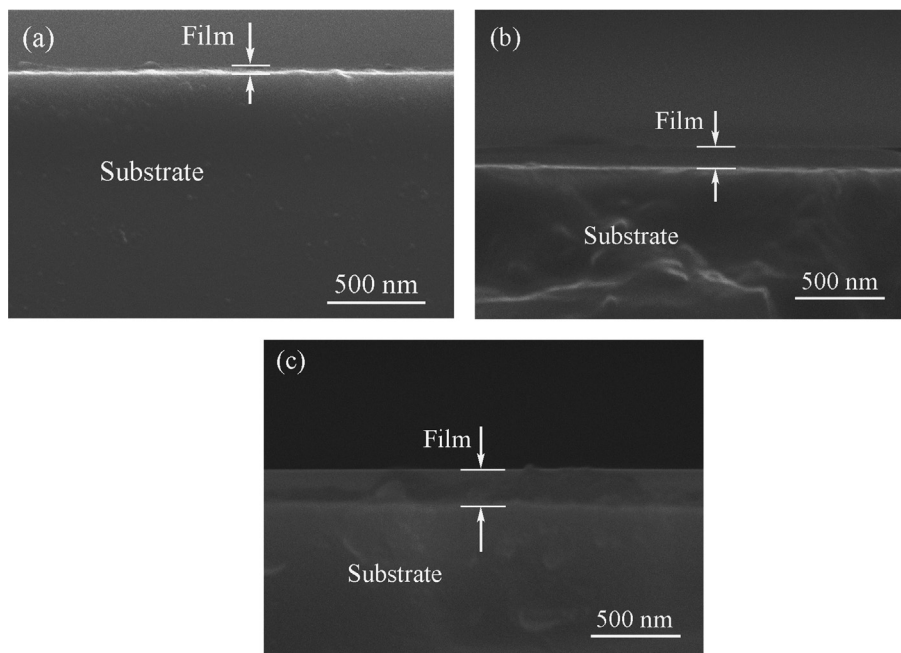 (a)
Film
Substrate
500 nm
(b)
Film
Substrate
500 nm
(c)
Film
Substrate
500 nm